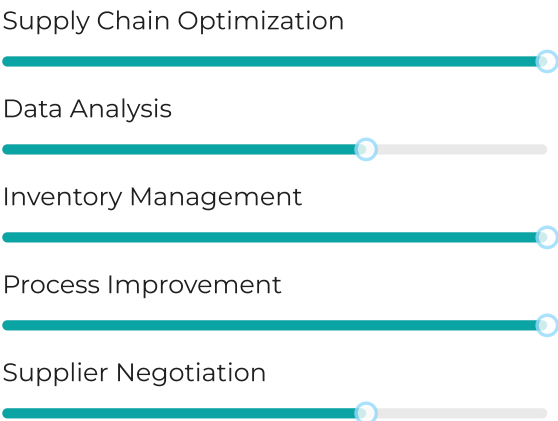 Supply Chain Optimization
Data Analysis
Inventory Management
Process Improvement
Supplier Negotiation